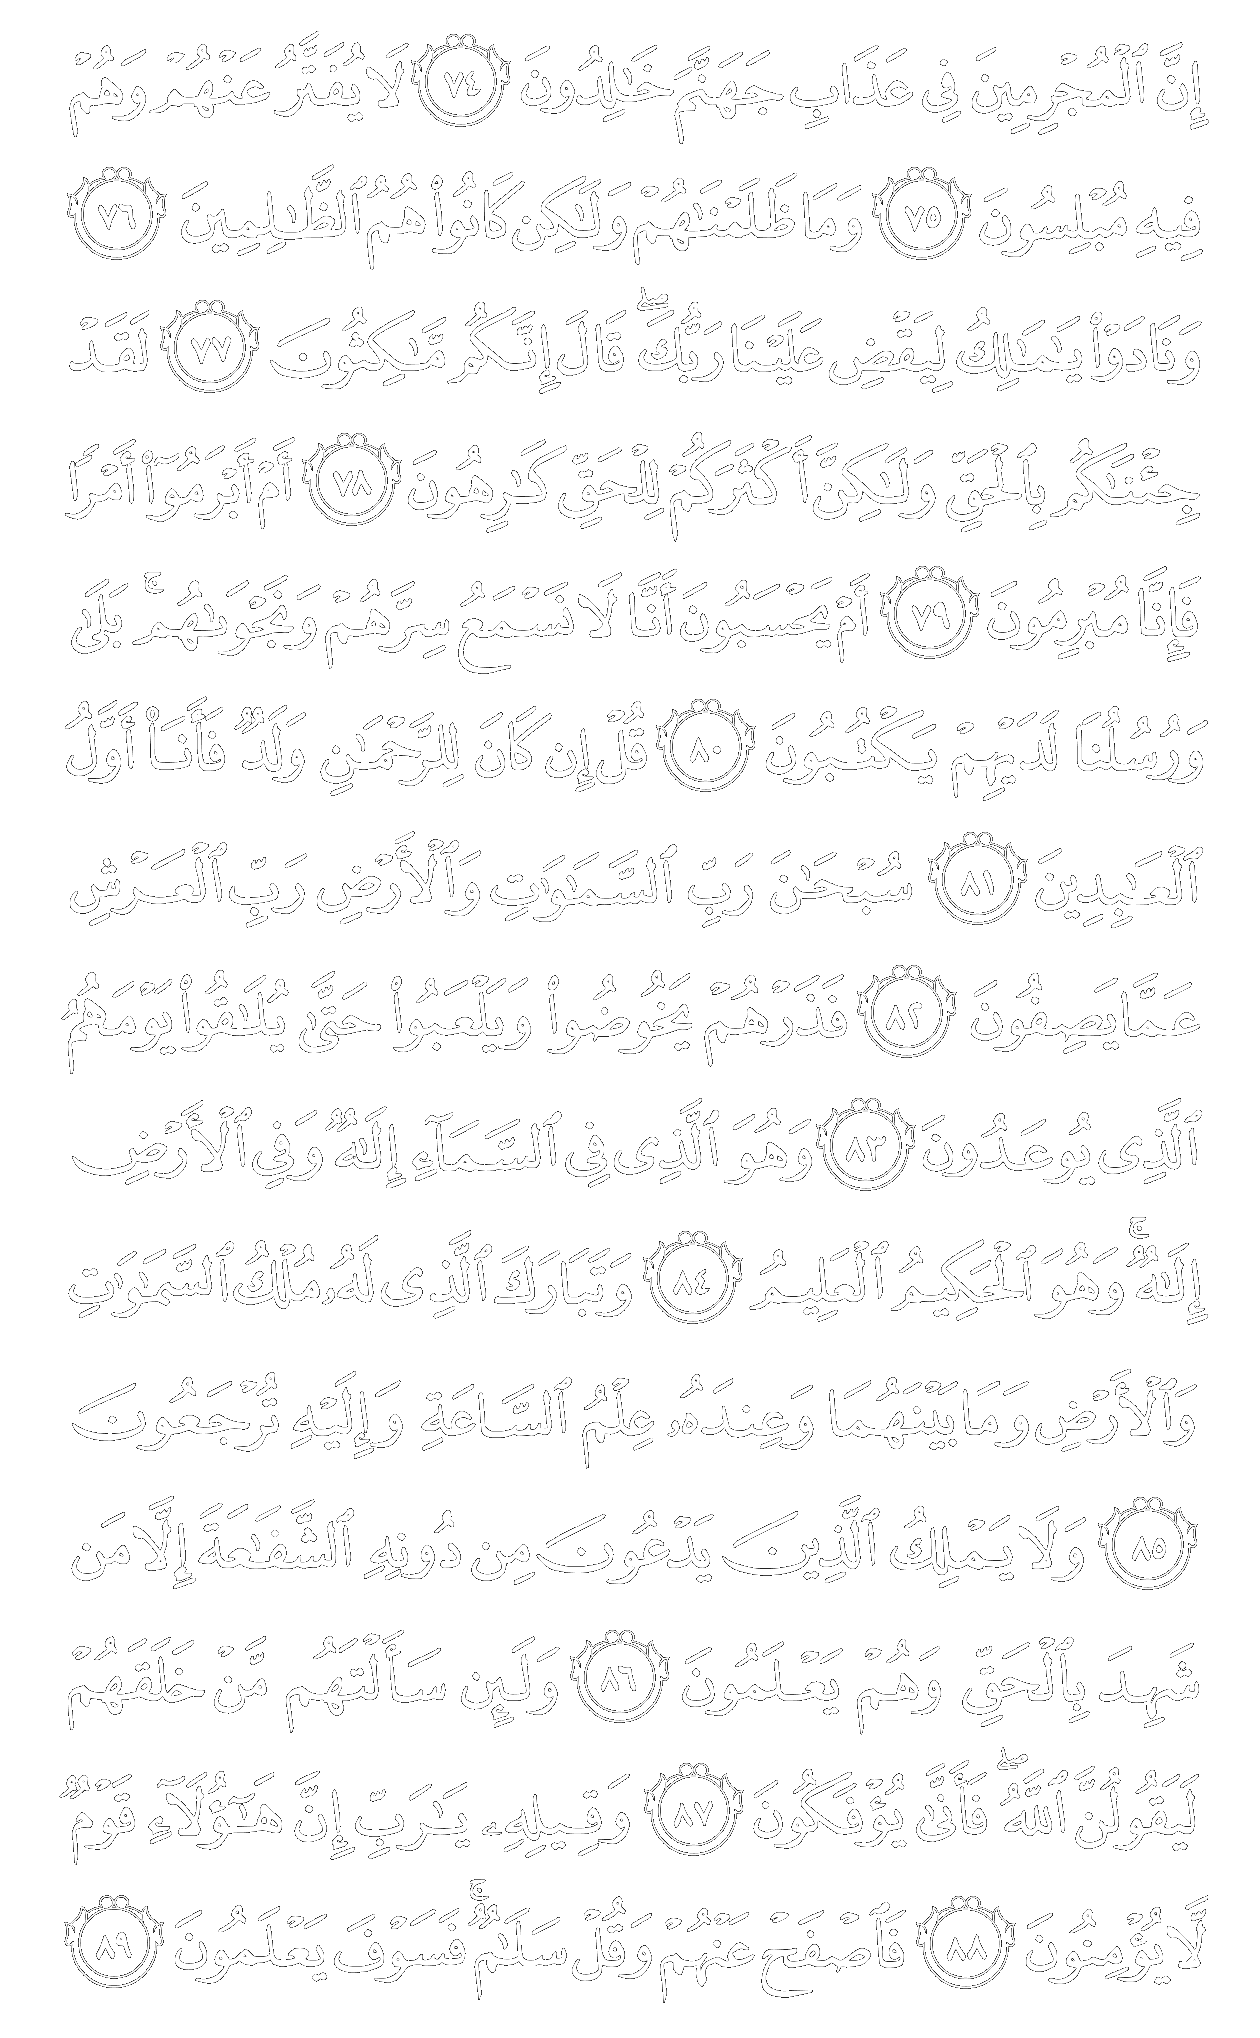 إِنَّ ٱلْمُجْرِمِينَ فِى عَذَابِ جَهَنَّمَ خَـٰلِدُونَ ٧٤ لَا يُفَتَّرُ عَنْهُمْ وَهُمْ
فِيهِ مُبْلِسُونَ ٧٥ وَمَا ظَلَمْنَـٰهُمْ وَلَـٰكِن كَانُوا۟ هُمُ ٱلظَّـٰلِمِينَ ٧٦
وَنَادَوْا۟ يَـٰمَـٰلِكُ لِيَقْضِ عَلَيْنَا رَبُّكَ ۖ قَالَ إِنَّكُم مَّـٰكِثُونَ ٧٧ لَقَدْ
جِئْنَـٰكُم بِٱلْحَقِّ وَلَـٰكِنَّ أَكْثَرَكُمْ لِلْحَقِّ كَـٰرِهُونَ ٧٨ أَمْ أَبْرَمُوٓا۟ أَمْرًا
فَإِنَّا مُبْرِمُونَ ٧٩ أَمْ يَحْسَبُونَ أَنَّا لَا نَسْمَعُ سِرَّهُمْ وَنَجْوَىٰهُم ۚ بَلَىٰ
وَرُسُلُنَا لَدَيْهِمْ يَكْتُبُونَ ٨٠ قُلْ إِن كَانَ لِلرَّحْمَـٰنِ وَلَدٌ فَأَنَا۠ أَوَّلُ
ٱلْعَـٰبِدِينَ ٨١ سُبْحَـٰنَ رَبِّ ٱلسَّمَـٰوَٰتِ وَٱلْأَرْضِ رَبِّ ٱلْعَرْشِ
عَمَّا يَصِفُونَ ٨٢ فَذَرْهُمْ يَخُوضُوا۟ وَيَلْعَبُوا۟ حَتَّىٰ يُلَـٰقُوا۟ يَوْمَهُمُ
ٱلَّذِى يُوعَدُونَ ٨٣ وَهُوَ ٱلَّذِى فِى ٱلسَّمَآءِ إِلَـٰهٌ وَفِى ٱلْأَرْضِ
إِلَـٰهٌ ۚ وَهُوَ ٱلْحَكِيمُ ٱلْعَلِيمُ ٨٤ وَتَبَارَكَ ٱلَّذِى لَهُۥ مُلْكُ ٱلسَّمَـٰوَٰتِ
وَٱلْأَرْضِ وَمَا بَيْنَهُمَا وَعِندَهُۥ عِلْمُ ٱلسَّاعَةِ وَإِلَيْهِ تُرْجَعُونَ
٨٥ وَلَا يَمْلِكُ ٱلَّذِينَ يَدْعُونَ مِن دُونِهِ ٱلشَّفَـٰعَةَ إِلَّا مَن
شَهِدَ بِٱلْحَقِّ وَهُمْ يَعْلَمُونَ ٨٦ وَلَئِن سَأَلْتَهُم مَّنْ خَلَقَهُمْ
لَيَقُولُنَّ ٱللَّهُ ۖ فَأَنَّىٰ يُؤْفَكُونَ ٨٧ وَقِيلِهِۦ يَـٰرَبِّ إِنَّ هَـٰٓؤُلَآءِ قَوْمٌ
لَّا يُؤْمِنُونَ ٨٨ فَٱصْفَحْ عَنْهُمْ وَقُلْ سَلَـٰمٌ ۚ فَسَوْفَ يَعْلَمُونَ ٨٩